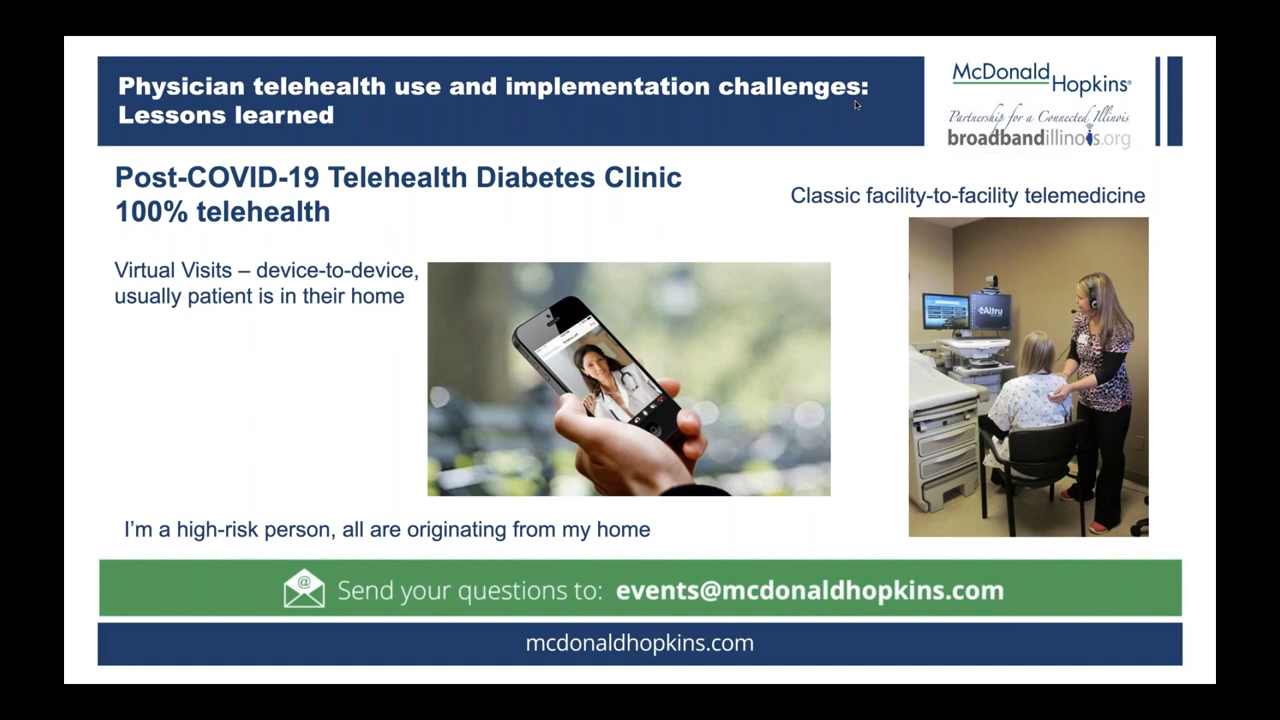 Physician telehealth use and implementation challenges:
Lessons learned
McDonald
Hopkins
Partnership for a Connected Illinois
broadbandillinois.org
Post-COVID-19 Telehealth Diabetes Clinic
100% telehealth
Classic facility-to-facility telemedicine
Virtual Visits – device-to-device,
usually patient is in their home
Altru
I’m a high-risk person, all are originating from my home
Send your questions to: events@mcdonaldhopkins.com
mcdonaldhopkins.com